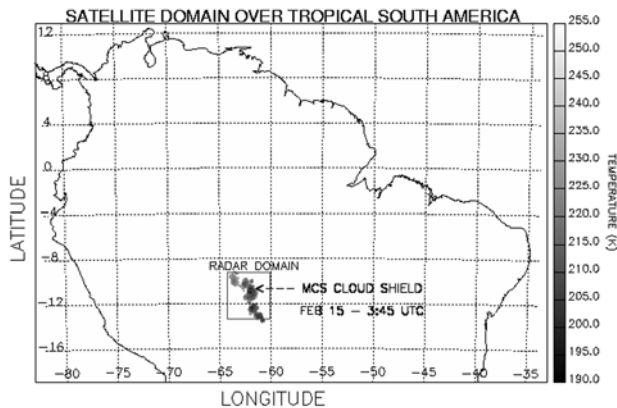 SATELLITE DOMAIN OVER TROPICAL SOUTH AMERICA
255.0
12
250.0
245.0
240.0
4
235.0
230.0
0
225.0
220.0
-4
215.0
210.0
-8
RADAR DOMAIN
205.0
MCS CLOUD SHIELD
-12
FEB 15 - 3:45 UTC
200.0
195.0
-16
190.0
-80 -75 -70 -65 -60 -55 -50 -45 -40 -35
LATITUDE
LONGITUDE
TEMPERATURE (K)